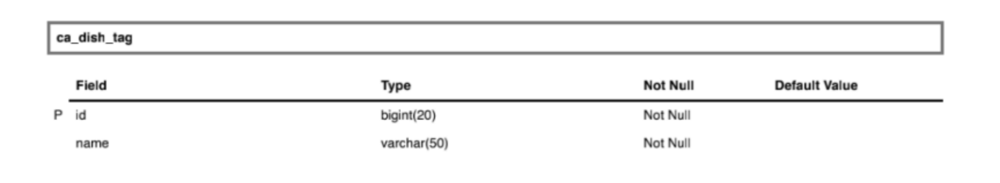 ca_dish_tag
Field Type Not Null Default Value
P id bigint(20) Not Null
name varchar(50) Not Null